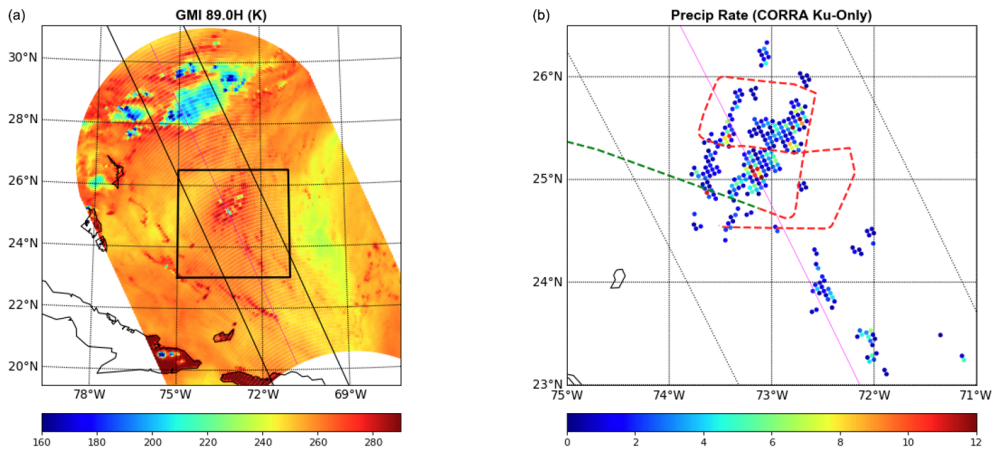 (a) GMI 89.0H (K)
30°N
28°N
26°N
24°N
22°N
20°N
78°W 75°W 72°W 69°W
160 180 200 220 240 260 280
(b) Precip Rate (CORRA Ku-Only)
26°N
25°N
24°N
23°N
75°W 74°W 73°W 72°W 71°W
0 2 4 6 8 10 12